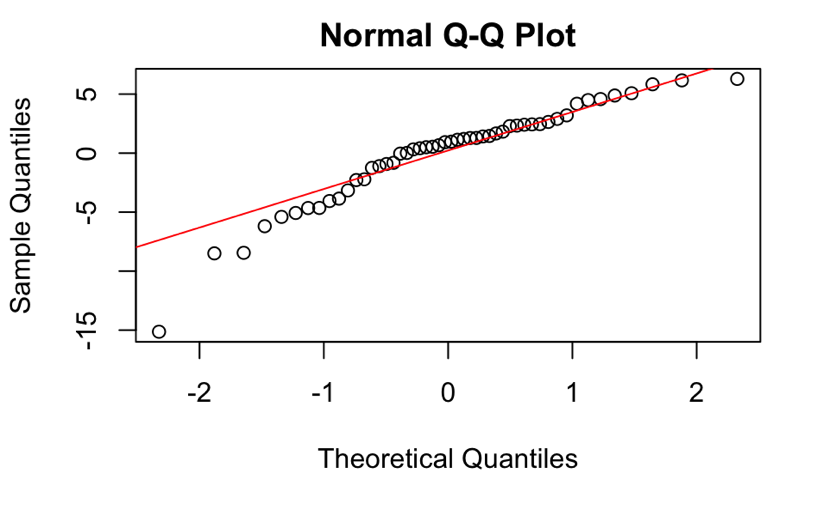 Normal Q-Q Plot
Sample Quantiles
5
0
-5
-15
-2 -1 0 1 2
Theoretical Quantiles